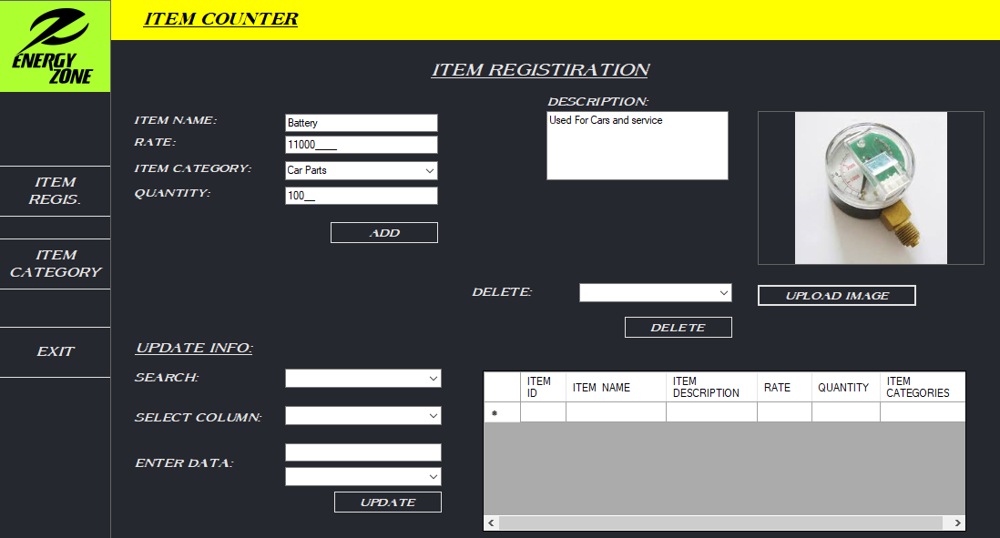 ENERGY
ZONE
ITEM COUNTER
ITEM REGISTIRATION
ITEM
REGIS.
ITEM
CATEGORY
EXIT
ITEM NAME:
Battery
RATE:
11000____
ITEM CATEGORY:
Car Parts
QUANTITY:
100__
ADD
DESCRIPTION:
Used For Cars and service
DELETE:
DELETE
UPLOAD IMAGE
UPDATE INFO:
SEARCH:
SELECT COLUMN:
ENTER DATA:
UPDATE
ITEM
ID
ITEM NAME
ITEM
DESCRIPTION
RATE
QUANTITY
ITEM
CATEGORIES
*